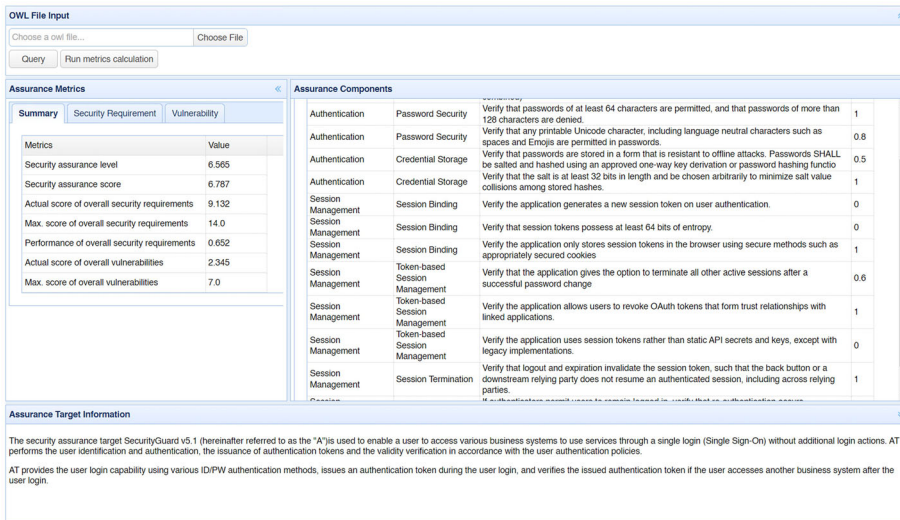 OWL File Input
Choose a owl file...
Choose File
Query
Run metrics calculation
Assurance Metrics
Summary
Security Requirement
Vulnerability
Metrics Value
Security assurance level 6.565
Security assurance score 6.787
Actual score of overall security requirements 9.132
Max. score of overall security requirements 14.0
Performance of overall security requirements 0.652
Actual score of overall vulnerabilities 2.345
Max. score of overall vulnerabilities 7.0
Assurance Components
Authentication Password Security Verify that passwords of at least 64 characters are permitted, and that passwords of more than
128 characters are denied. 1
Authentication Password Security Verify that any printable Unicode character, including language neutral characters such as
spaces and Emojis are permitted in passwords. 0.8
Authentication Credential Storage Verify that passwords are stored in a form that is resistant to offline attacks. Passwords SHALL
be salted and hashed using an approved one-way key derivation or password hashing functio 0.5
Authentication Credential Storage Verify that the salt is at least 32 bits in length and be chosen arbitrarily to minimize salt value
collisions among stored hashes. 1
Session
Management
Session Binding
Verify the application generates a new session token on user authentication.
0
Session
Management
Session Binding
Verify that session tokens possess at least 64 bits of entropy.
0
Session
Management
Session Binding
Verify the application only stores session tokens in the browser using secure methods such as
appropriately secured cookies
1
Session
Management
Token-based
Session
Management
Verify that the application gives the option to terminate all other active sessions after a
successful password change
0.6
Session
Management
Token-based
Session
Management
Verify the application allows users to revoke OAuth tokens that form trust relationships with
linked applications.
1
Session
Management
Token-based
Session
Management
Verify the application uses session tokens rather than static API secrets and keys, except with
legacy implementations.
0
Session
Management
Session Termination
Verify that logout and expiration invalidate the session token, such that the back button or a
downstream relying party does not resume an authenticated session, including across relying
parties.
1
Assurance Target Information
The security assurance target SecurityGuard v5.1 (hereinafter referred to as the "A")is used to enable a user to access various business systems to use services through a single login (Single Sign-On) without additional login actions. AT
performs the user identification and authentication, the issuance of authentication tokens and the validity verification in accordance with the user authentication policies.
AT provides the user login capability using various ID/PW authentication methods, issues an authentication token during the user login, and verifies the issued authentication token if the user accesses another business system after the
user login.